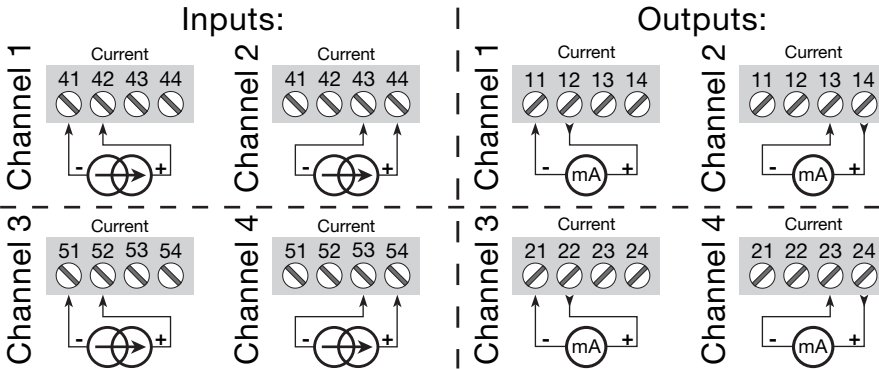 Inputs:
Outputs:
Channel 1
Current
41 42 43 44
- +
Channel 2
Current
41 42 43 44
- +
Channel 1
Current
11 12 13 14
- mA +
Channel 2
Current
11 12 13 14
- mA +
Channel 3
Current
51 52 53 54
- +
Channel 4
Current
51 52 53 54
- +
Channel 3
Current
21 22 23 24
- mA +
Channel 4
Current
21 22 23 24
- mA +